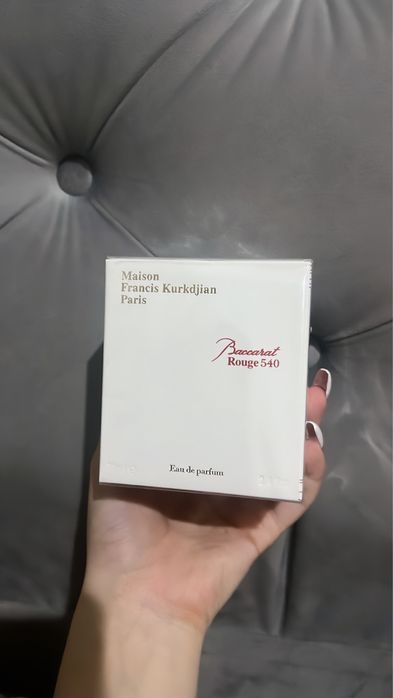 Maison
Francis Kurkdjian
Paris
Baccarat
Rouge 540
Eau de parfum